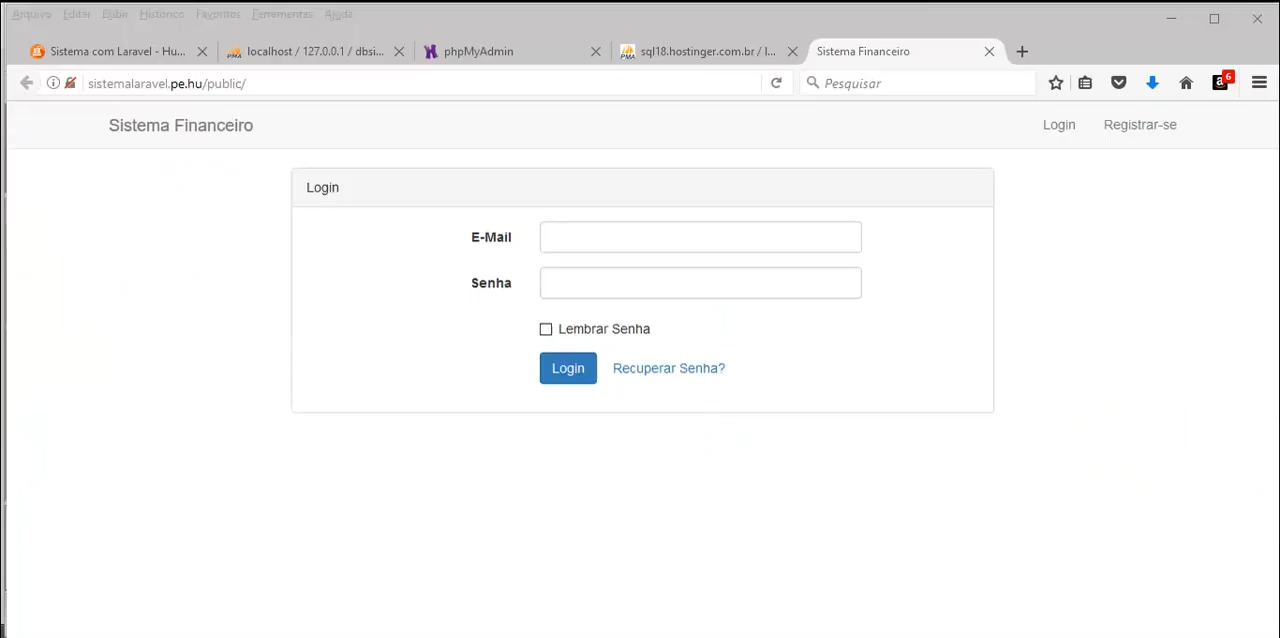 Arquivo Editar Exibir Histórico Favoritos Ferramentas Ajuda
Sistema com Laravel - Hu... localhost / 127.0.0.1 / dbsi... phpMyAdmin sql18.hostinger.com.br / l... Sistema Financeiro
sistemalaravel.pe.hu/public/ Pesquisar 6
Sistema Financeiro Login Registrar-se
Login
E-Mail
Senha
Lembrar Senha
Login Recuperar Senha?